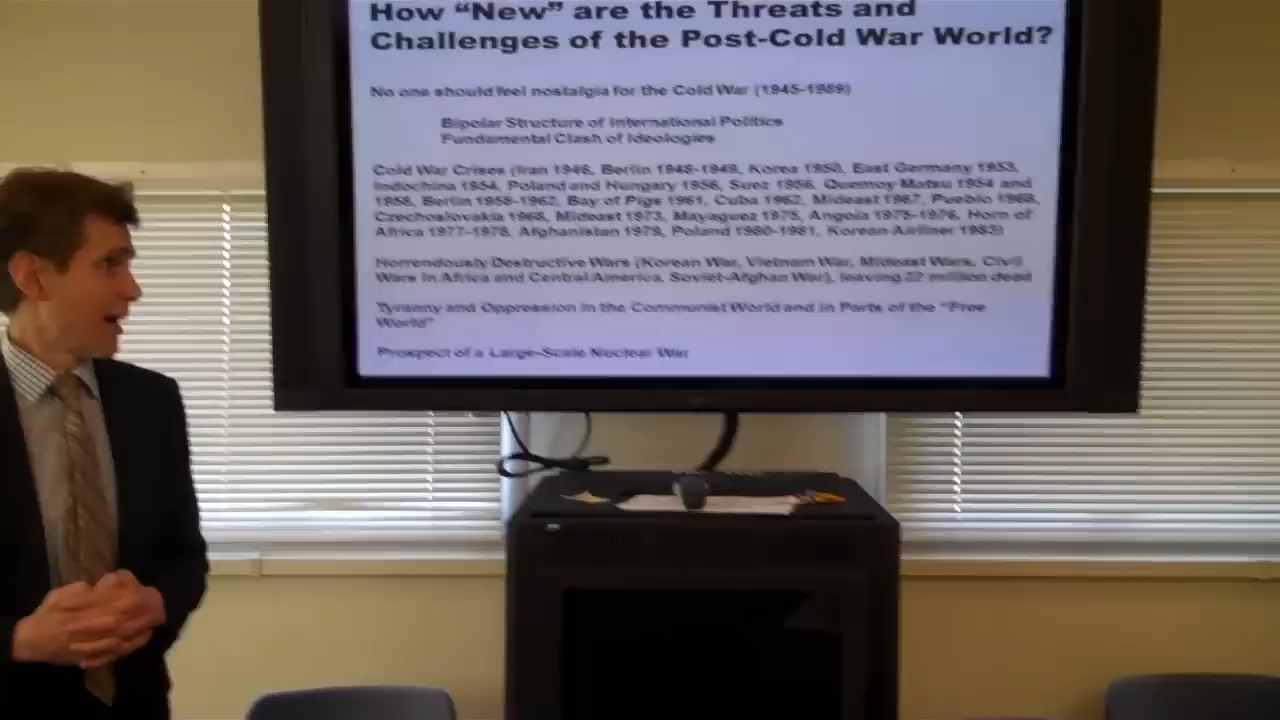 How “New” are the Threats and
Challenges of the Post-Cold War World?
No one should feel nostalgia for the Cold War (1945-1989)
Bipolar Structure of International Politics
Fundamental Clash of Ideologies
Cold War Crises (Iran 1946, Berlin 1948-1949, Korea 1950, East Germany 1953,
Indochina 1954, Poland and Hungary 1956, Suez 1956, Quemoy Matsu 1954 and
1958, Berlin 1958-1962, Bay of Pigs 1961, Cuba 1962, Mideast 1967, Pueblo 1968,
Czechoslovakia 1968, Mideast 1973, Mayaguez 1975, Angola 1975-1976, Horn of
Africa 1977-1978, Afghanistan 1979, Poland 1980-1981, Korean Airliner 1983)
Horrendously Destructive Wars (Korean War, Vietnam War, Mideast Wars, Civil
Wars in Africa and Central America, Soviet-Afghan War), leaving 22 million dead
Tyranny and Oppression in the Communist World and in Parts of the “Free
World”
Prospect of a Large-Scale Nuclear War